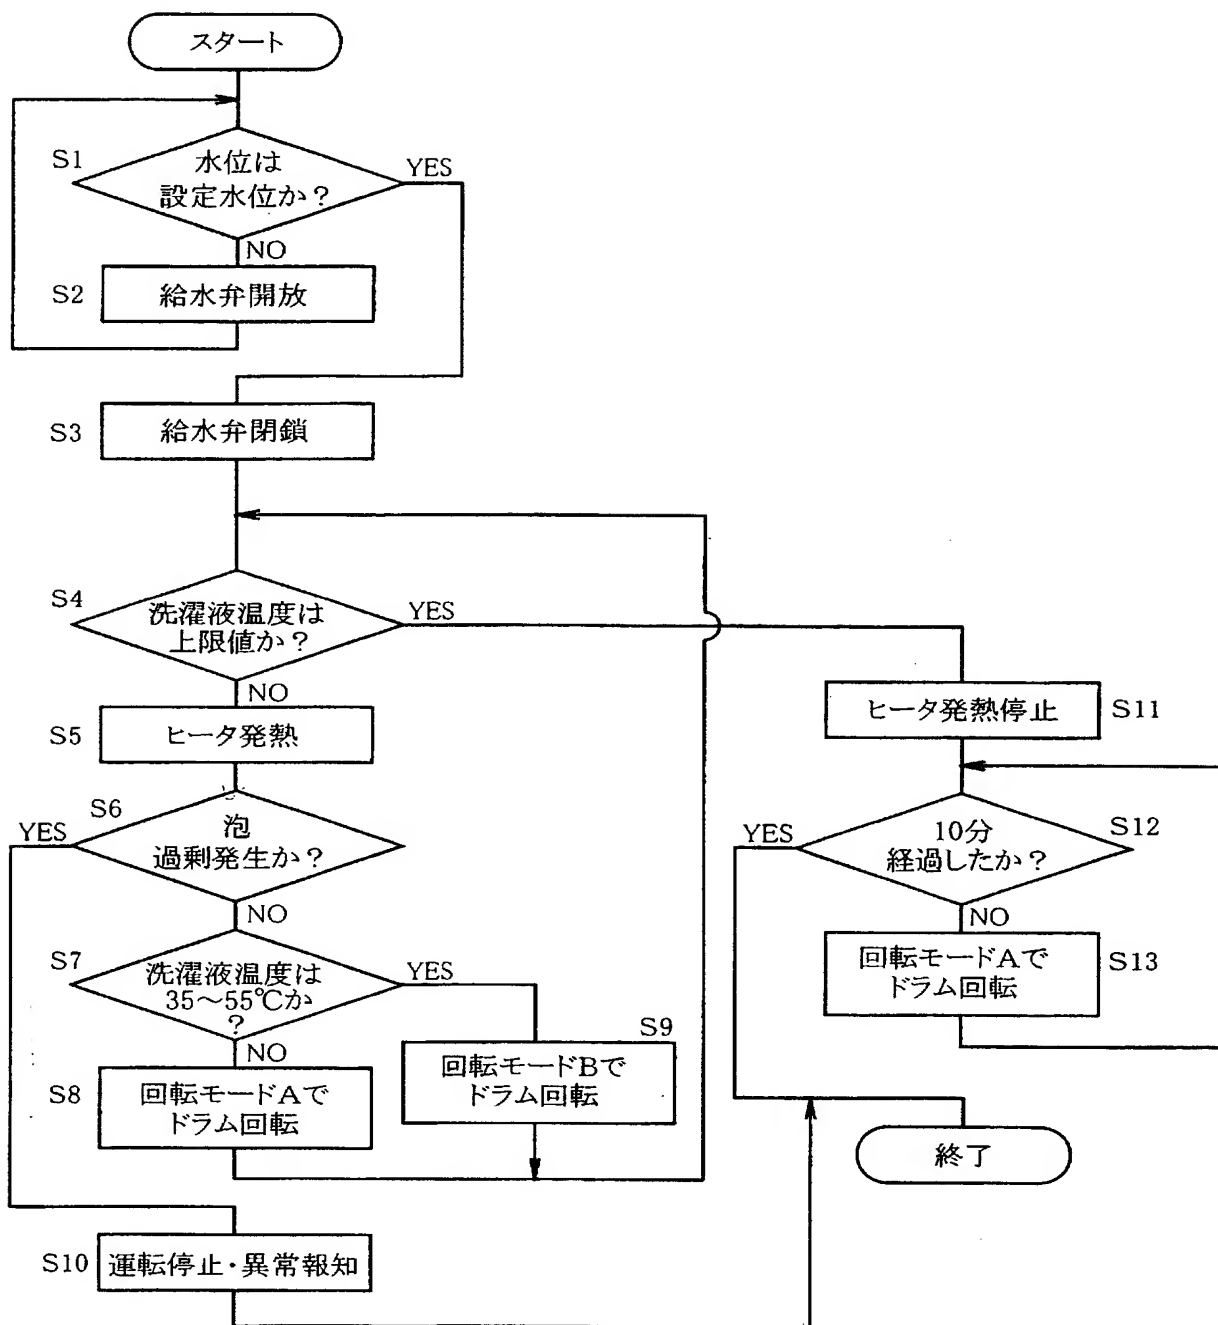 スタート
S1
水位は
設定水位か？
YES
NO
S2
給水弁開放
S3
給水弁閉鎖
S4
洗濯液温度は
上限値か？
YES
NO
S5
ヒータ発熱
S6
YES
泡
過剰発生か？
NO
S7
洗濯液温度は
35〜55℃か
？
YES
NO
S8
回転モードAで
ドラム回転
S9
回転モードBで
ドラム回転
S10
運転停止・異常報知
ヒータ発熱停止
S11
YES
10分
経過したか？
S12
NO
回転モードAで
ドラム回転
S13
終了